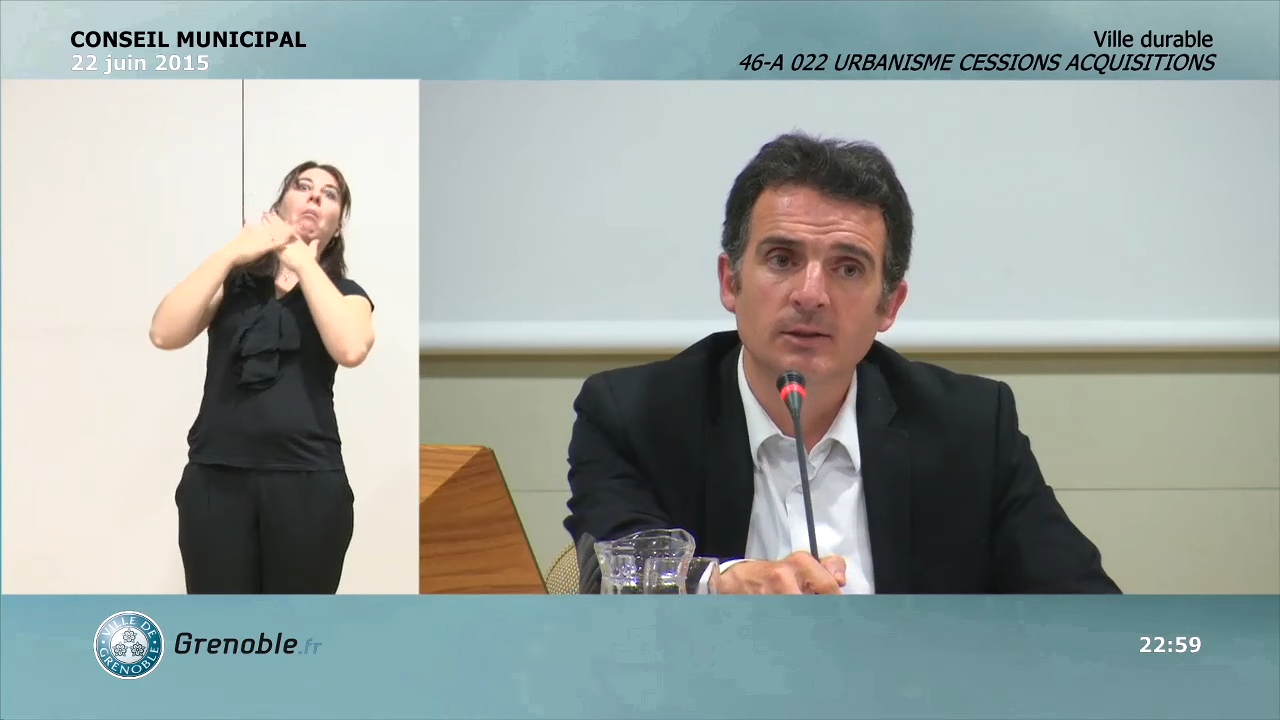 CONSEIL MUNICIPAL
22 juin 2015
Ville durable
46-A 022 URBANISME CESSIONS ACQUISITIONS
VILLE DE GRENOBLE
Grenoble.fr
22:59